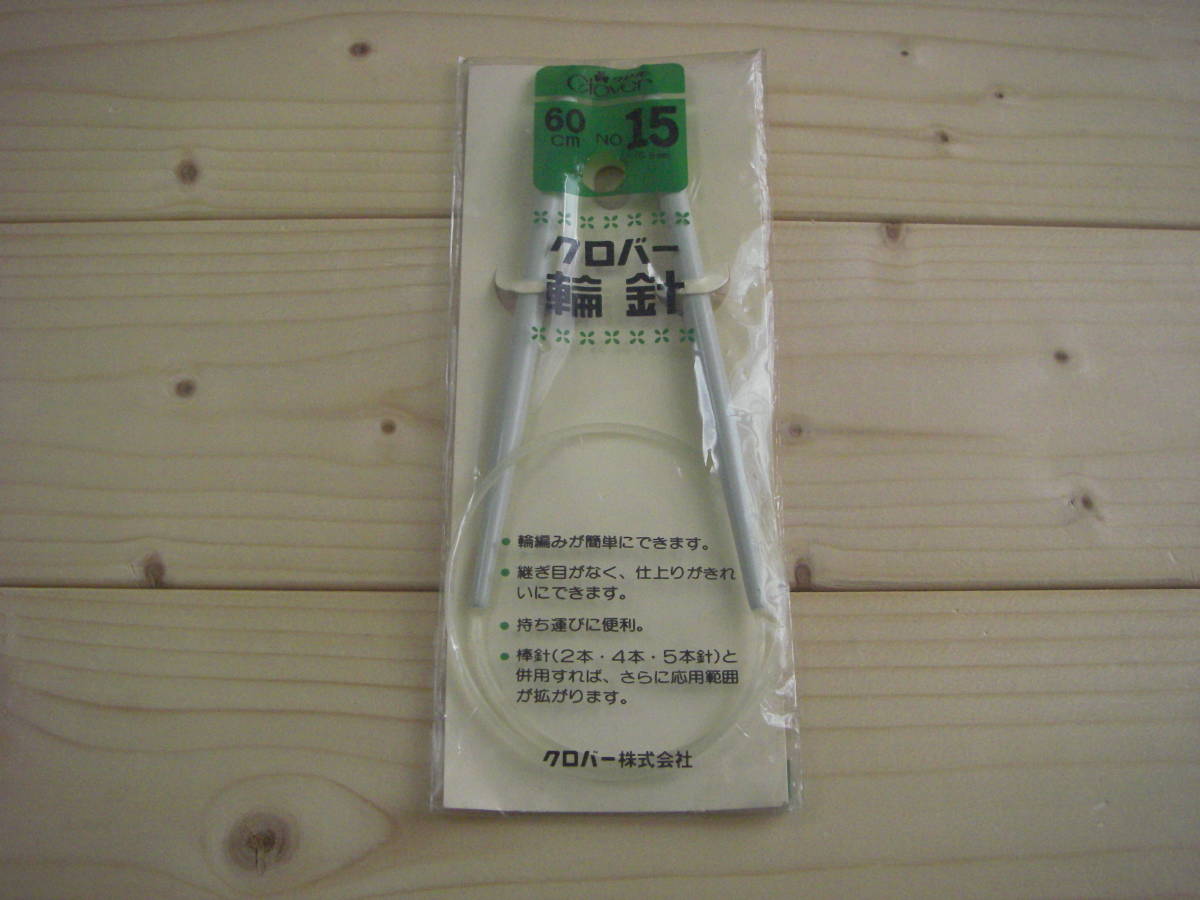 Clover
60 cm NO.15
クロバー
輪針
● 輪編みが簡単にできます。
● 継ぎ目がなく、仕上りがきれ
いにできます。
● 持ち運びに便利。
● 棒針(2本・4本・5本針)と
併用すれば、さらに応用範囲
が拡がります。
クロバー株式会社